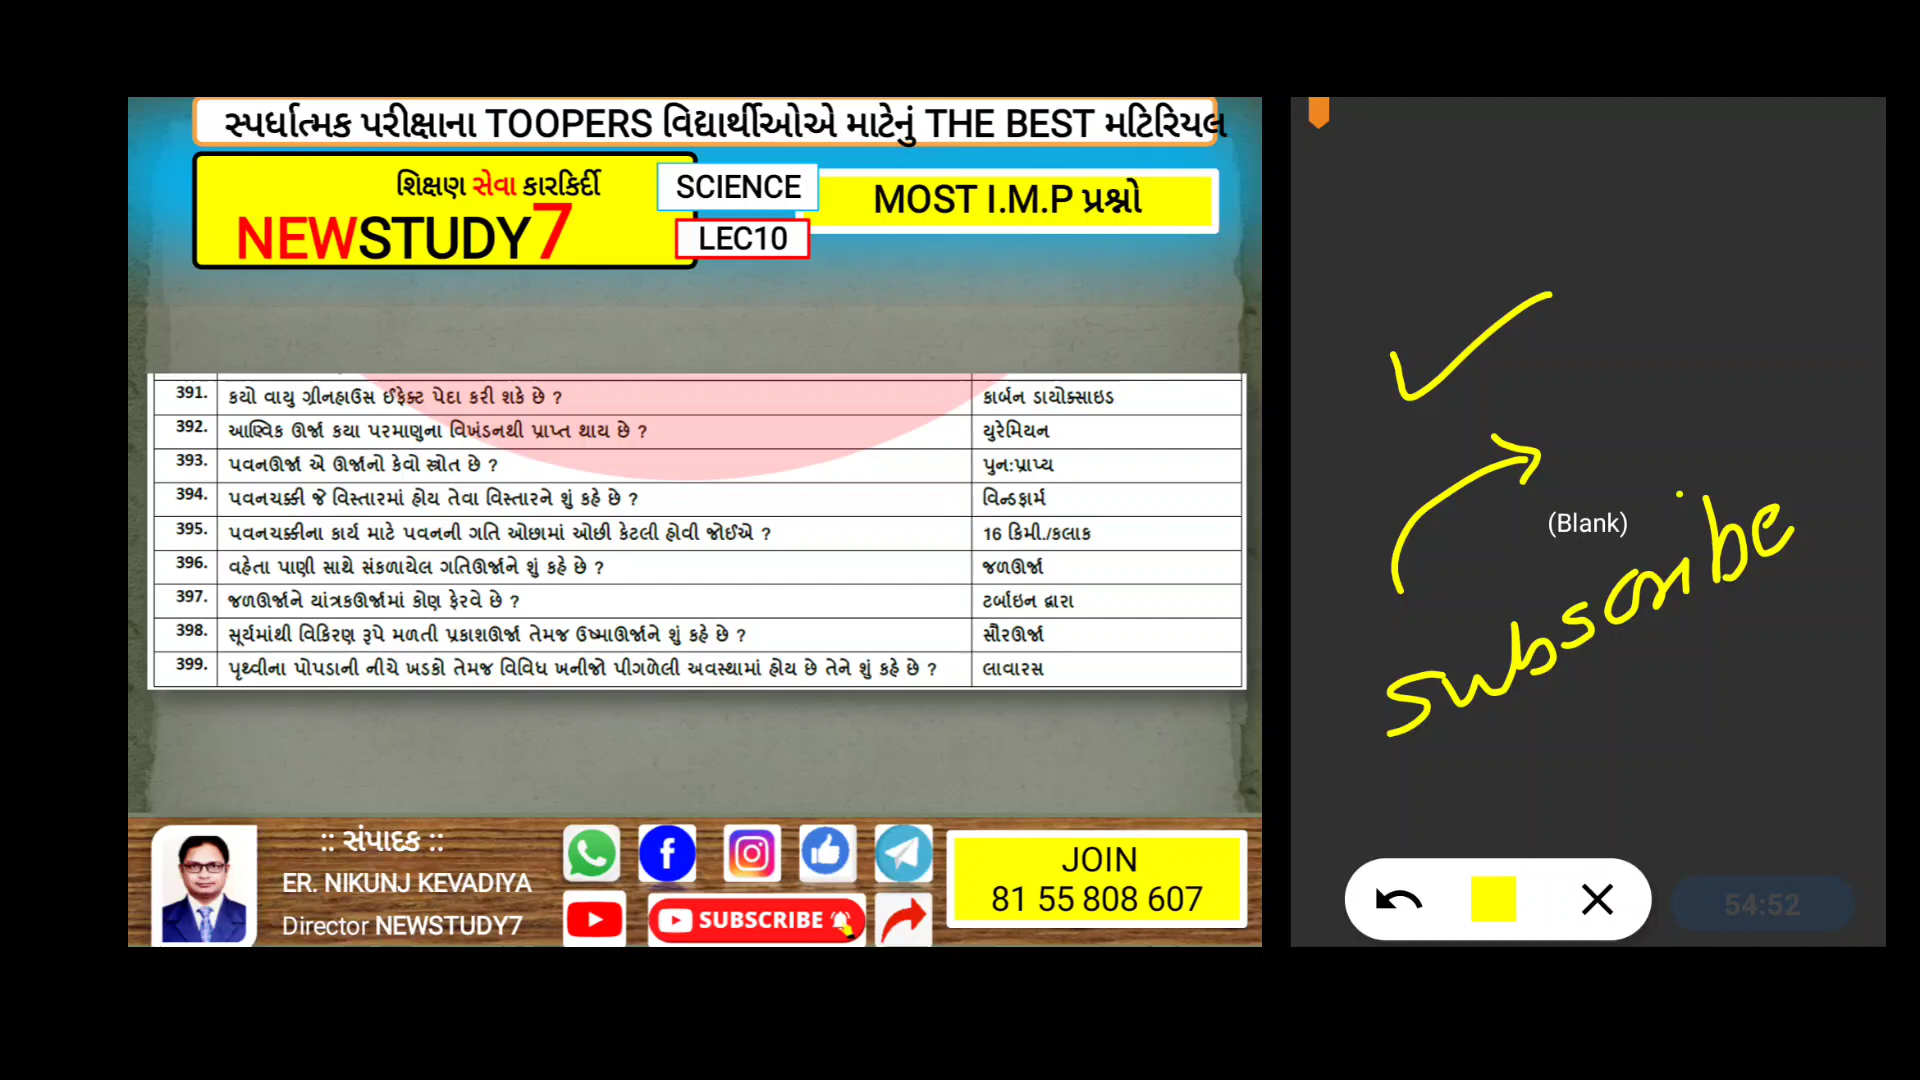 સ્પર્ધાત્મક પરીક્ષાના TOOPERS વિદ્યાર્થીઓએ માટેનું THE BEST મટિરિયલ
શિક્ષણ સેવા કારકિર્દી
NEWSTUDY7
SCIENCE
LEC10
MOST I.M.P પ્રશ્નો
391. કયો વાયુ ગ્રીનહાઉસ ઈફેક્ટ પેદા કરી શકે છે ? કાર્બન ડાયોક્સાઇડ
392. આણ્વિક ઊર્જા કયા પરમાણુના વિખંડનથી પ્રાપ્ત થાય છે ? યુરેમિયન
393. પવનઊર્જા એ ઊર્જાનો કેવો સ્ત્રોત છે ? પુન:પ્રાપ્ય
394. પવનચક્કી જે વિસ્તારમાં હોય તેવા વિસ્તારને શું કહે છે ? વિન્ડફાર્મ
395. પવનચક્કીના કાર્ય માટે પવનની ગતિ ઓછામાં ઓછી કેટલી હોવી જોઈએ ? 16 કિમી./કલાક
396. વહેતા પાણી સાથે સંકળાયેલ ગતિઊર્જાને શું કહે છે ? જળઊર્જા
397. જળઊર્જાને યાંત્રકઊર્જામાં કોણ ફેરવે છે ? ટર્બાઇન દ્વારા
398. સૂર્યમાંથી વિકિરણ રૂપે મળતી પ્રકાશઊર્જા તેમજ ઉષ્માઊર્જાને શું કહે છે ? સૌરઊર્જા
399. પૃથ્વીના પોપડાની નીચે ખડકો તેમજ વિવિધ ખનીજો પીગળેલી અવસ્થામાં હોય છે તેને શું કહે છે ? લાવારસ
:: સંપાદક ::
ER. NIKUNJ KEVADIYA
Director NEWSTUDY7
SUBSCRIBE
JOIN
81 55 808 607
(Blank)
subscribe
54:52